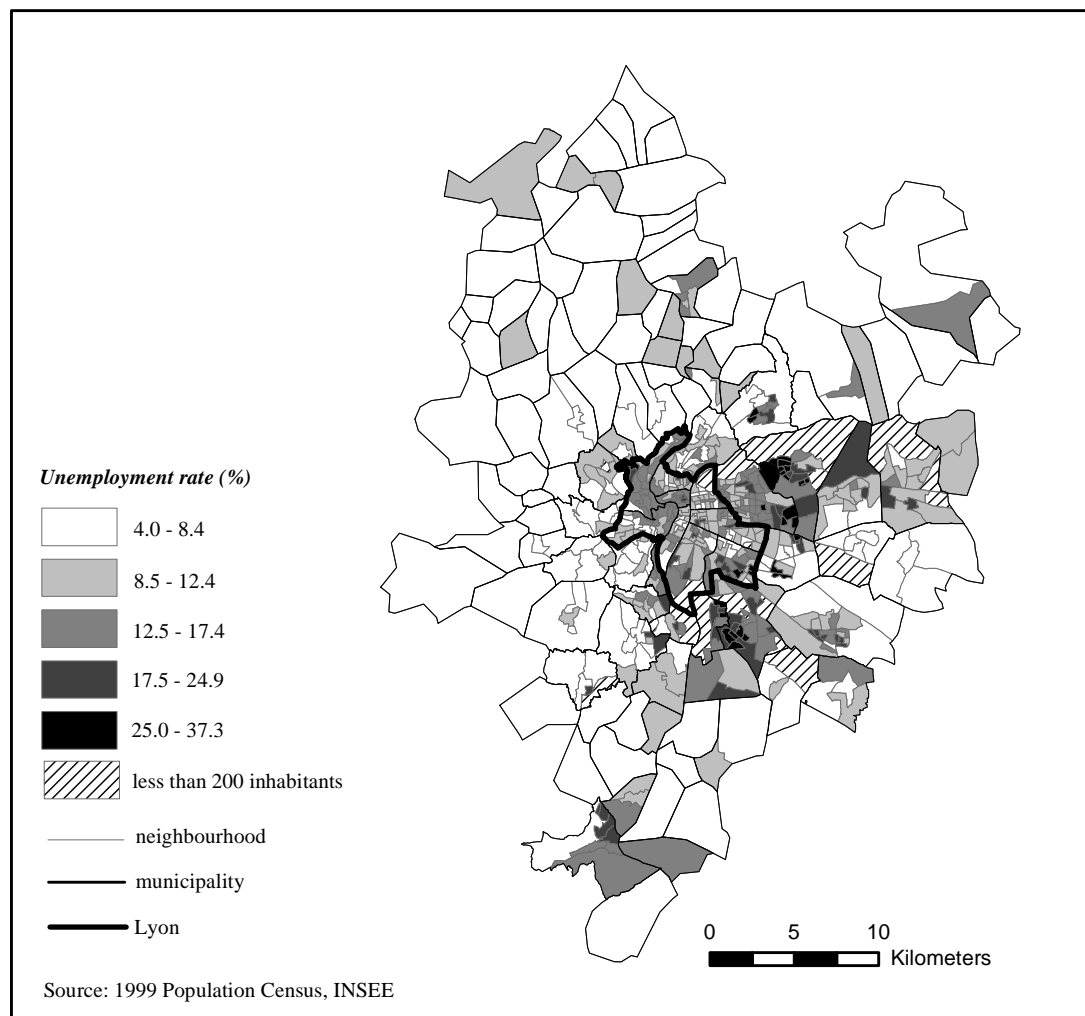 Unemployment rate (%)
4.0 - 8.4
8.5 - 12.4
12.5 - 17.4
17.5 - 24.9
25.0 - 37.3
less than 200 inhabitants
neighbourhood
municipality
Lyon
0 5 10
Kilometers
Source: 1999 Population Census, INSEE